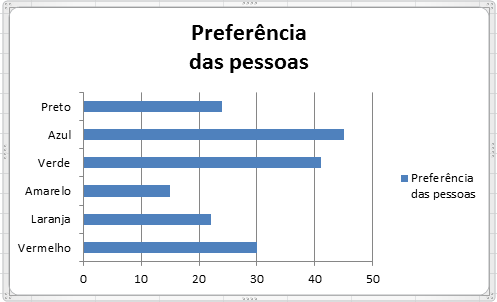 Preferência
das pessoas
Preto
Azul
Verde
Amarelo
Laranja
Vermelho
0 10 20 30 40 50
Preferência
das pessoas